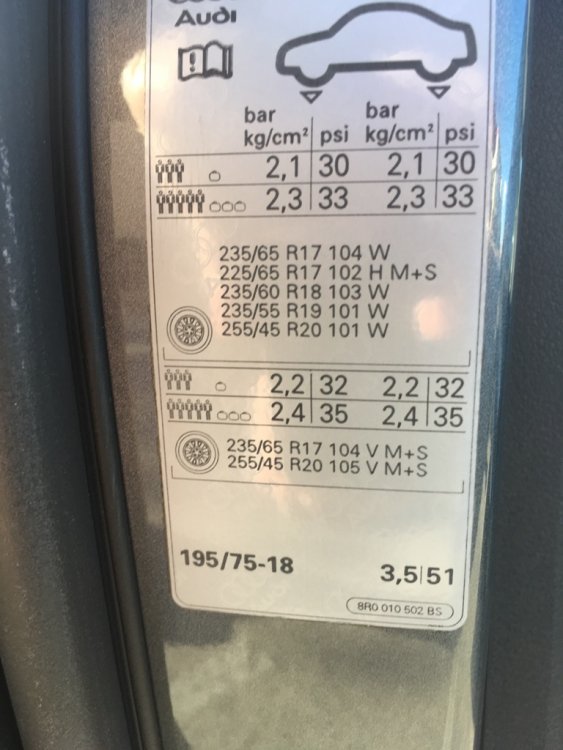 Audi
bar bar
kg/cm² psi kg/cm² psi
2,1 30 2,1 30
2,3 33 2,3 33
235/65 R17 104 W
225/65 R17 102 H M+S
235/60 R18 103 W
235/55 R19 101 W
255/45 R20 101 W
2,2 32 2,2 32
2,4 35 2,4 35
235/65 R17 104 V M+S
255/45 R20 105 V M+S
195/75-18 3,5 51
8R0 010 502 BS